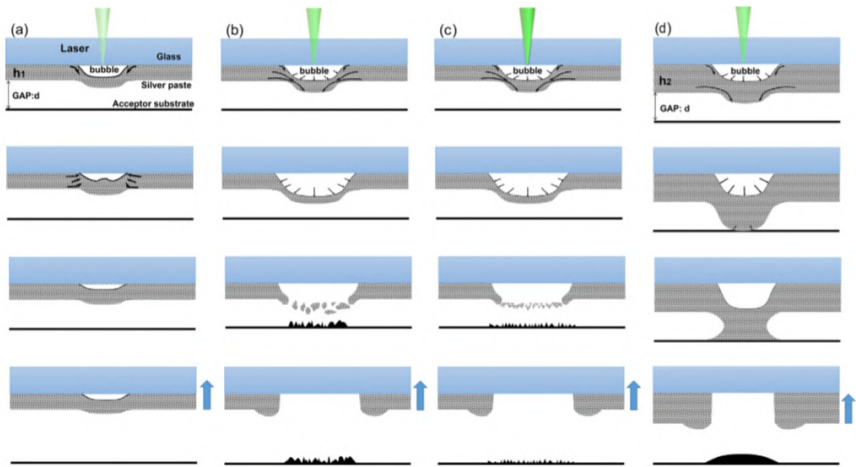 (a)
(b)
(c)
(d)
Laser
Glass
bubble
bubble
bubble
bubble
h1
h2
Silver paste
GAP:d
GAP: d
Acceptor substrate